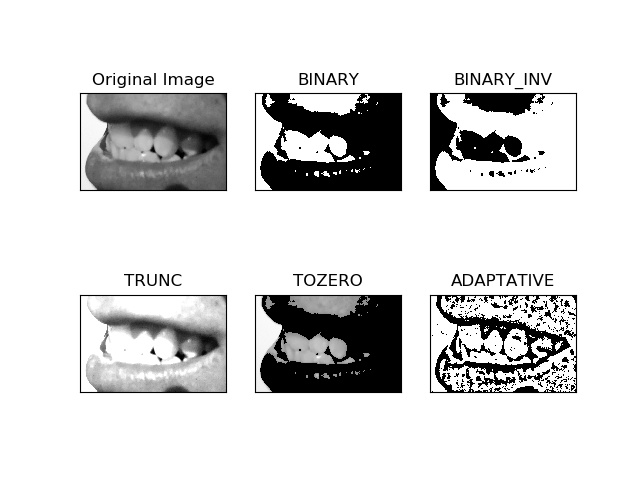 Original Image
BINARY
BINARY_INV
TRUNC
TOZERO
ADAPTATIVE